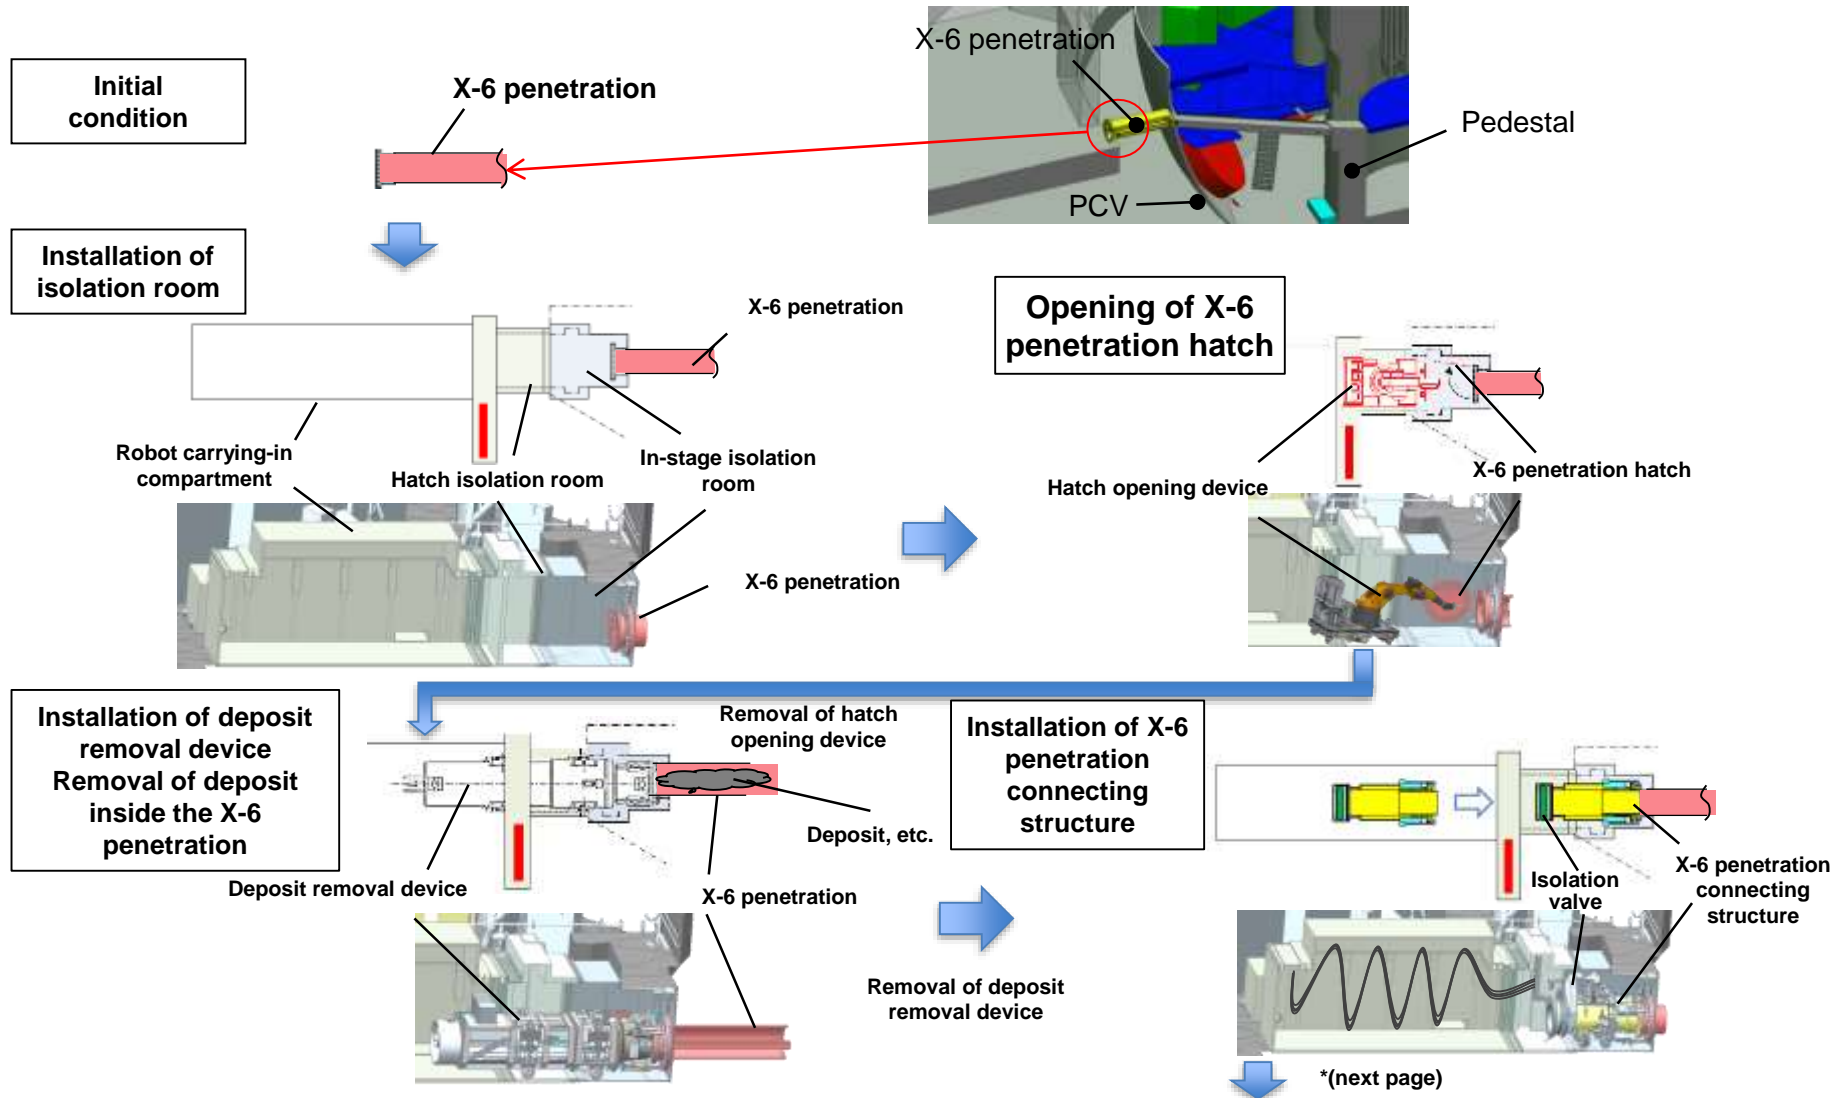 Initial
condition
X-6 penetration
X-6 penetration
Pedestal
PCV
Installation of
isolation room
X-6 penetration
Robot carrying-in
compartment
Hatch isolation room
In-stage isolation
room
X-6 penetration
Opening of X-6
penetration hatch
Hatch opening device
X-6 penetration hatch
Installation of deposit
removal device
Removal of deposit
inside the X-6
penetration
Removal of hatch
opening device
Deposit, etc.
Deposit removal device
X-6 penetration
Removal of deposit
removal device
Installation of X-6
penetration
connecting
structure
Isolation
valve
X-6 penetration
connecting
structure
*(next page)